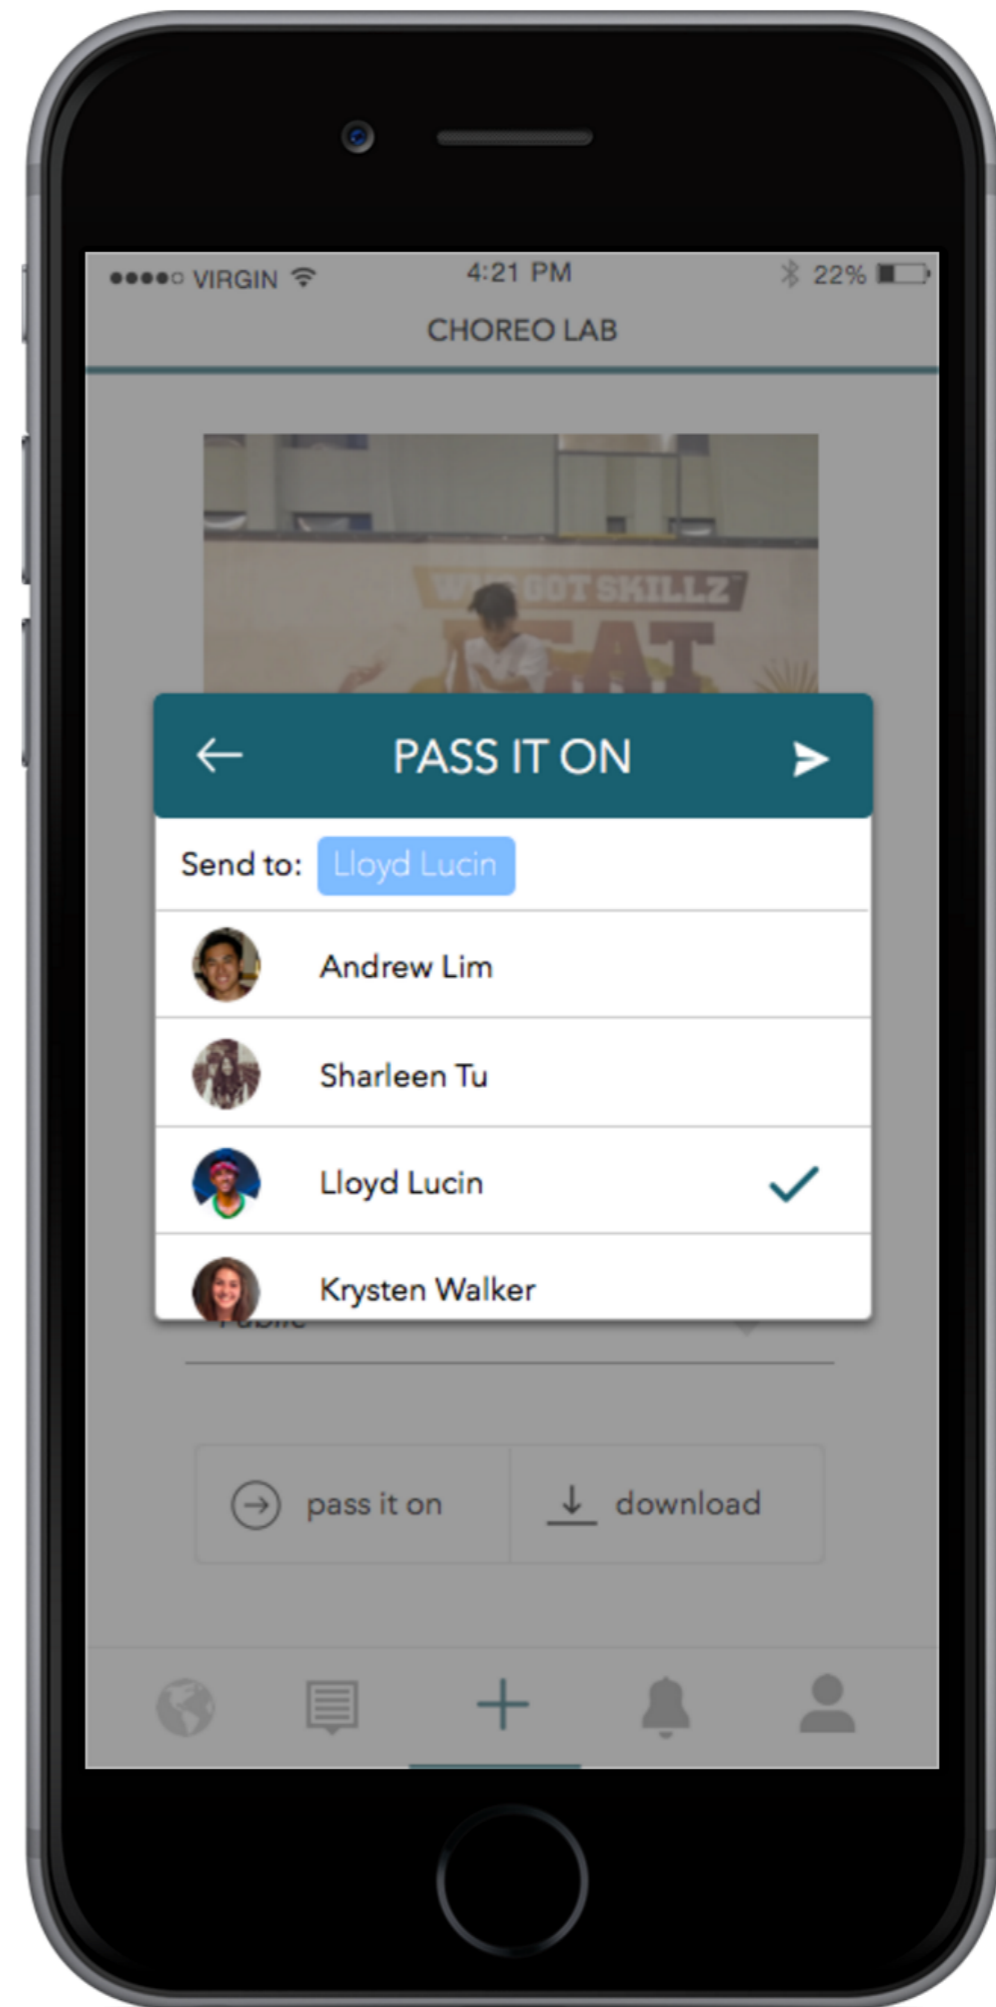 VIRGIN 4:21 PM 22%
CHOREO LAB
GOT SKILLZ
PASS IT ON
Send to: Lloyd Lucin
Andrew Lim
Sharleen Tu
Lloyd Lucin
Krysten Walker
Public
pass it on download